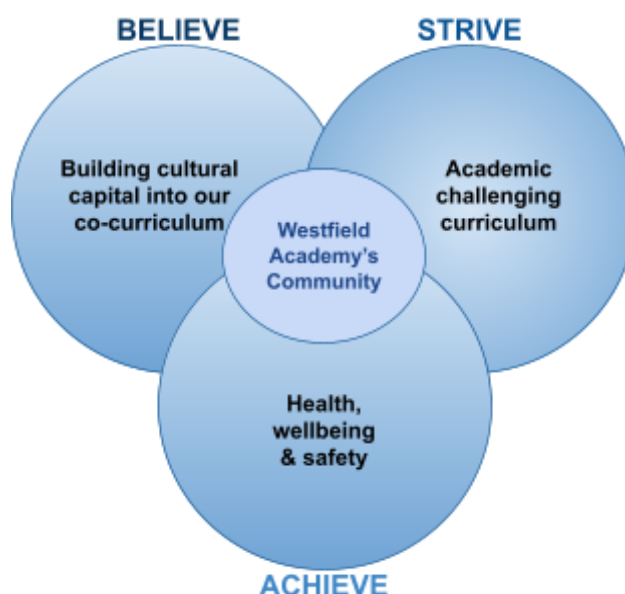 BELIEVE
STRIVE
Building cultural
capital into our
co-curriculum
Academic
challenging
curriculum
Westfield
Academy's
Community
Health,
wellbeing
& safety
ACHIEVE